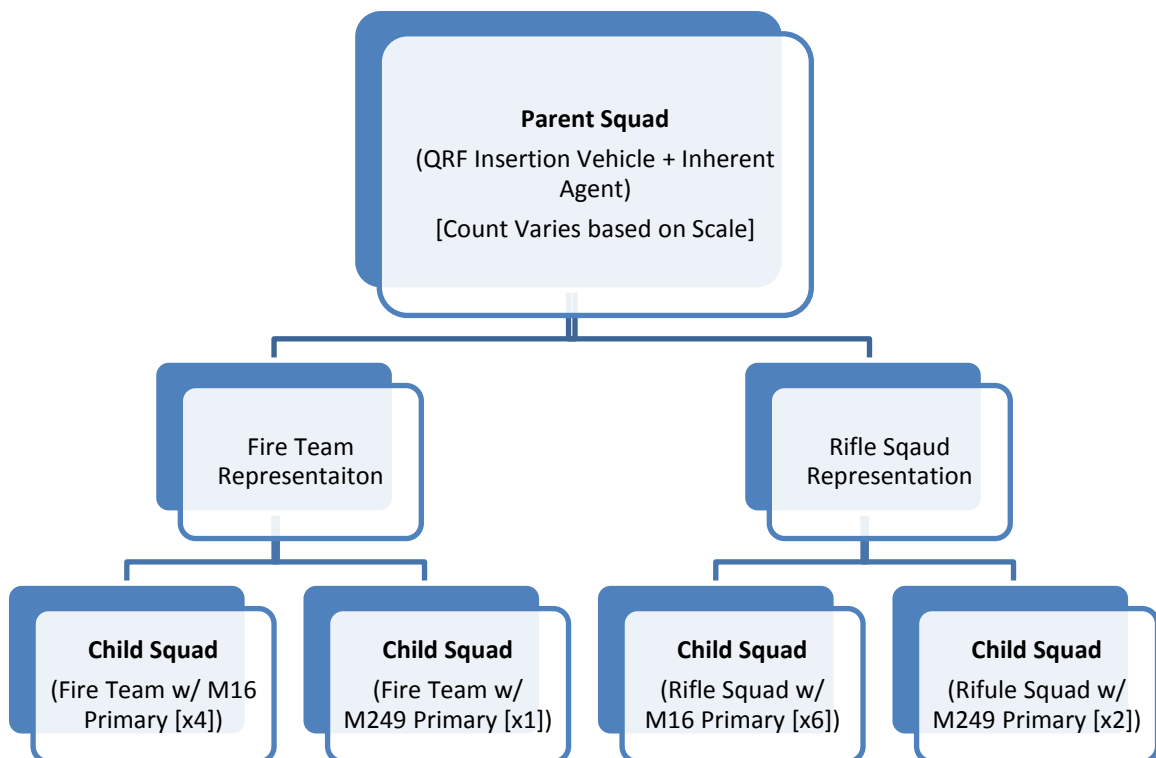 Parent Squad
(QRF Insertion Vehicle + Inherent
Agent)
[Count Varies based on Scale]
Fire Team
Representaiton
Rifle Sqaud
Representation
Child Squad
(Fire Team w/ M16
Primary [x4])
Child Squad
(Fire Team w/
M249 Primary [x1])
Child Squad
(Rifle Squad w/
M16 Primary [x6])
Child Squad
(Rifule Squad w/
M249 Primary [x2])